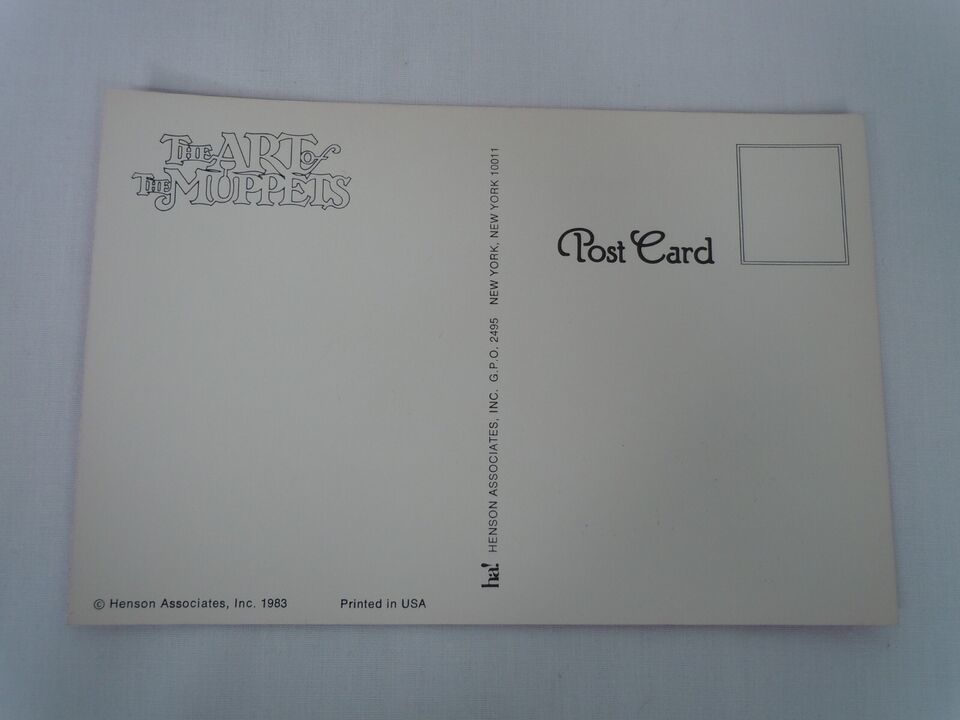 The ART of
The MUPPETS
Post Card
ha! HENSON ASSOCIATES, INC. G.P.O. 2495 NEW YORK, NEW YORK 10011
© Henson Associates, Inc. 1983 Printed in USA